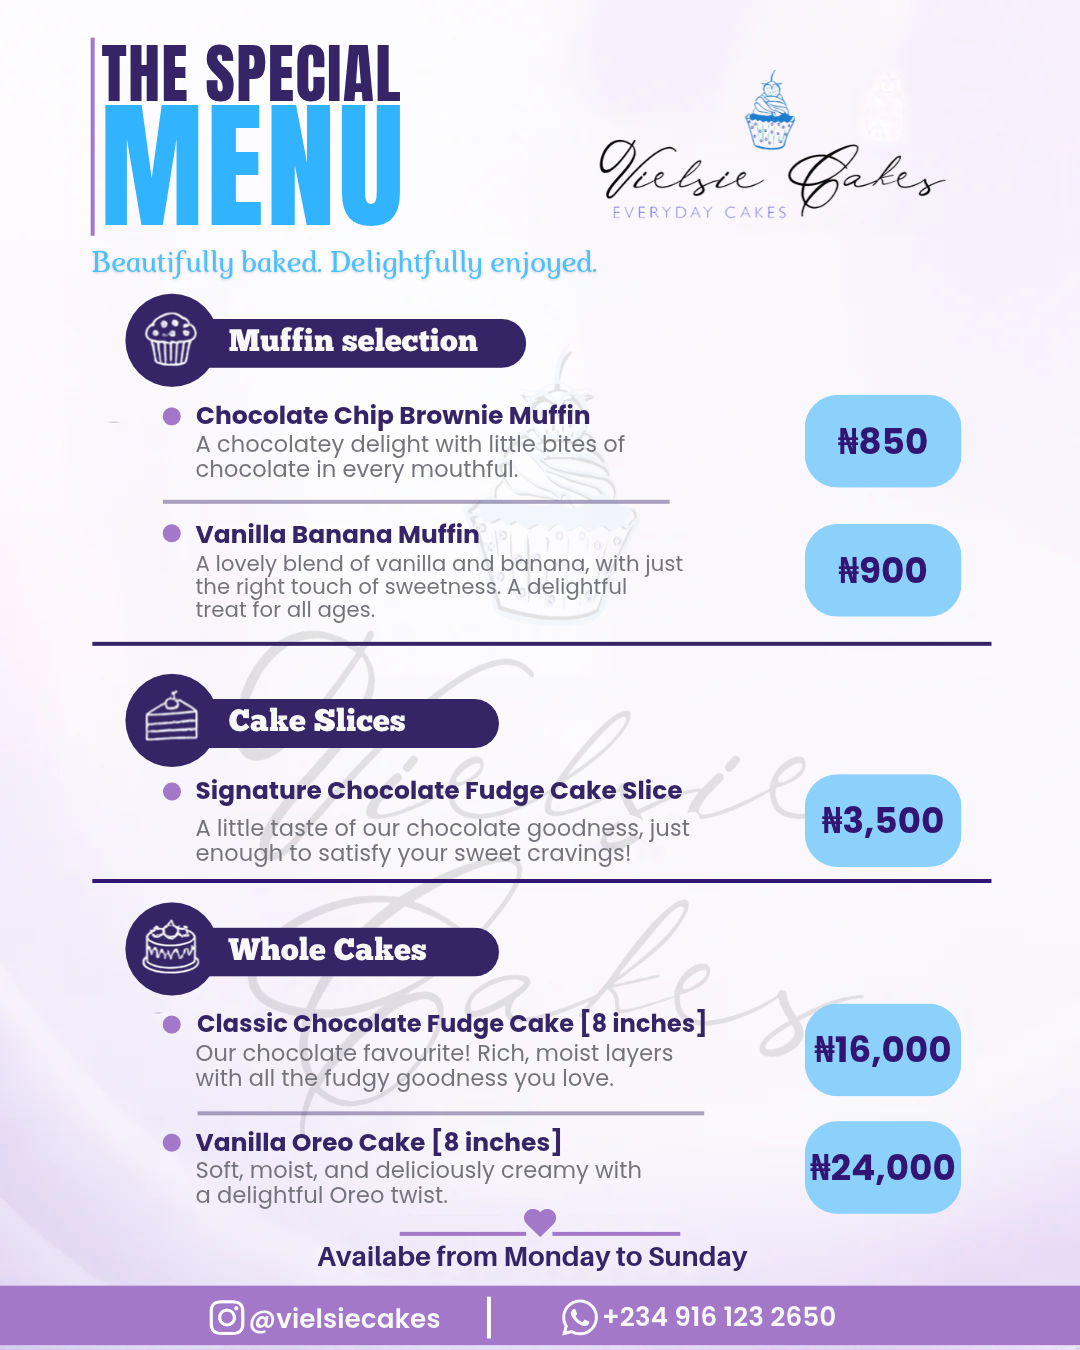 THE SPECIAL
MENU
Vielsie Cakes
EVERYDAY CAKES
Beautifully baked. Delightfully enjoyed.
Muffin selection
Chocolate Chip Brownie Muffin
A chocolatey delight with little bites of
chocolate in every mouthful.
₦850
Vanilla Banana Muffin
A lovely blend of vanilla and banana, with just
the right touch of sweetness. A delightful
treat for all ages.
₦900
Cake Slices
Signature Chocolate Fudge Cake Slice
A little taste of our chocolate goodness, just
enough to satisfy your sweet cravings!
₦3,500
Whole Cakes
Classic Chocolate Fudge Cake [8 inches]
Our chocolate favourite! Rich, moist layers
with all the fudgy goodness you love.
₦16,000
Vanilla Oreo Cake [8 inches]
Soft, moist, and deliciously creamy with
a delightful Oreo twist.
₦24,000
Vielsie
Cakes
Availabe from Monday to Sunday
@vielsiecakes | +234 916 123 2650